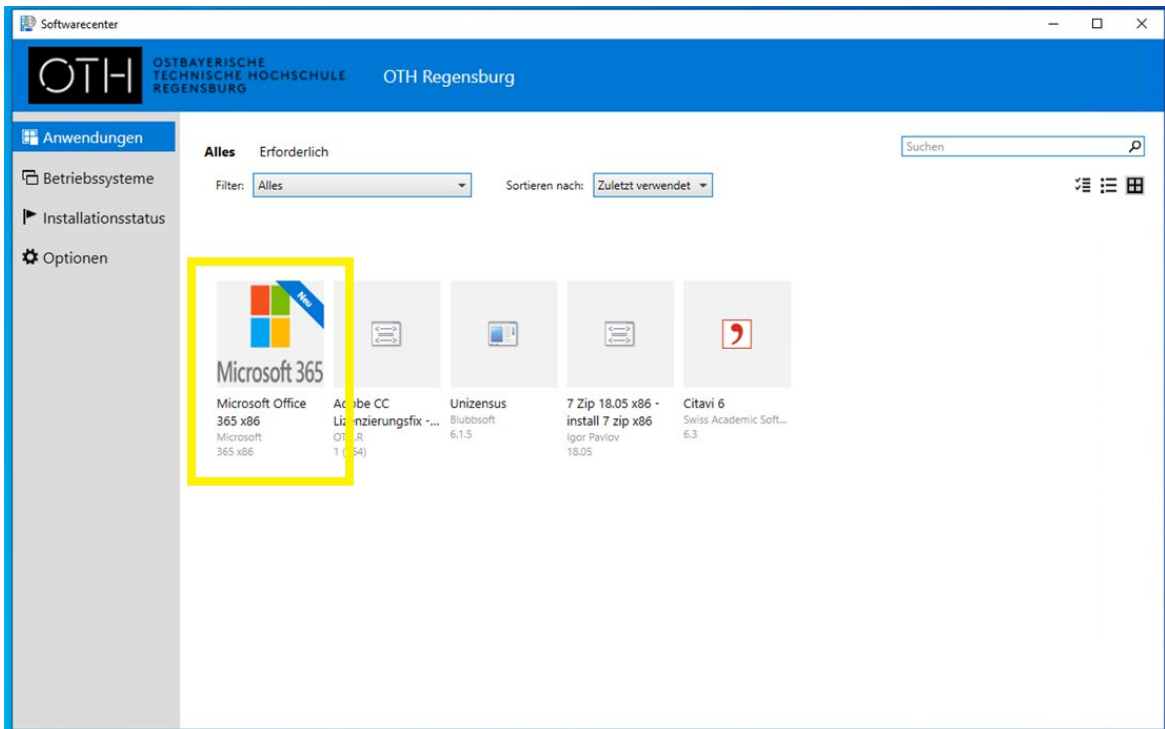 Softwarecenter
OTH
OSTBAYERISCHE
TECHNISCHE HOCHSCHULE
REGENSBURG
OTH Regensburg
Anwendungen
Betriebssysteme
Installationsstatus
Optionen
Alles
Erforderlich
Suchen
Filter:
Alles
Sortieren nach:
Zuletzt verwendet
Neu
Microsoft 365
Microsoft Office
365 x86
Microsoft
365 x86
CC
-...
1
Unizensus
Blubbsoft
6.1.5
7 Zip 18.05 x86 -
install 7 zip x86
Igor Pavlov
18.05
Citavi 6
Swiss Academic Soft...
6.3